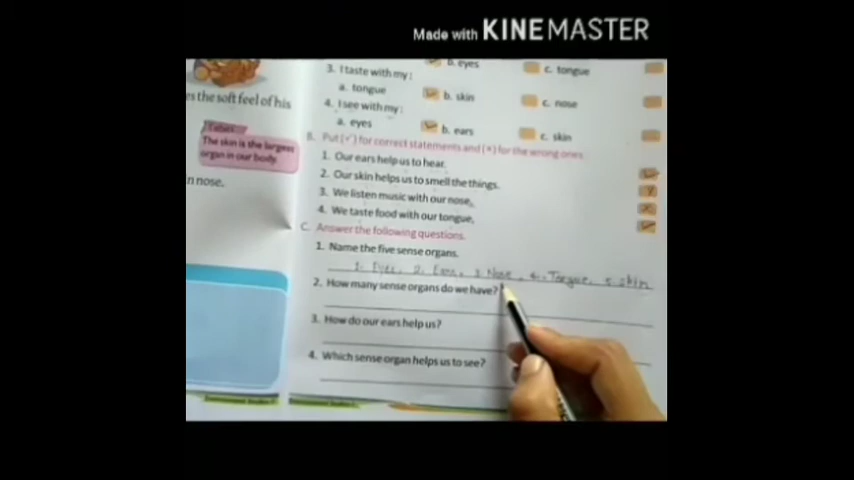 Made with KINEMASTER
b. eyes
c. tongue
3. I taste with my :
a. tongue
b. skin
c. nose
es the soft feel of his
4. I see with my :
a. eyes
b. ears
c. skin
The skin is the largest
organ in our body.
B. Put (✓) for correct statements and (×) for the wrong ones
1. Our ears help us to hear.
2. Our skin helps us to smell the things.
n nose.
3. We listen music with our nose.
4. We taste food with our tongue.
C. Answer the following questions.
1. Name the five sense organs.
1. Eyes, 2. Ears, 3. Nose, 4. Tongue, 5. skin
2. How many sense organs do we have?
3. How do our ears help us?
4. Which sense organ helps us to see?